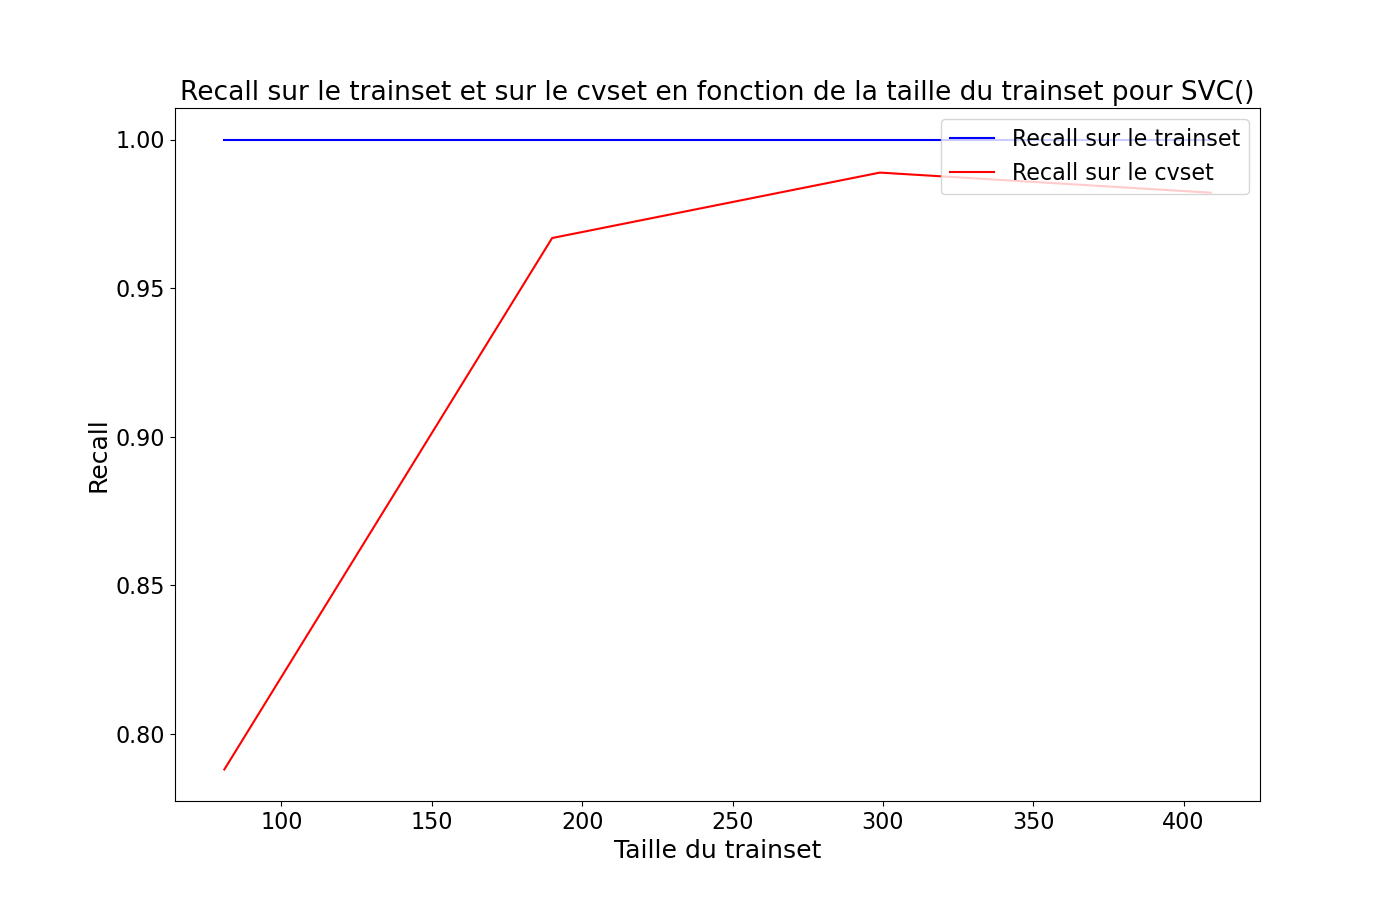 Recall sur le trainset et sur le cvset en fonction de la taille du trainset pour SVC()
Recall sur le trainset
Recall sur le cvset
1.00
0.95
0.90
0.85
0.80
Recall
100 150 200 250 300 350 400
Taille du trainset